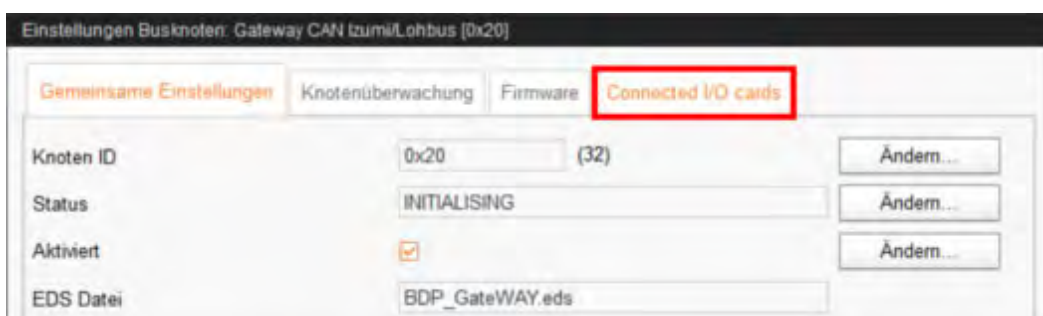 Einstellungen Busknoten: Gateway CAN Izumi/Lohbus [0x20]
Gemeinsame Einstellungen Knotenüberwachung Firmware Connected I/O cards
Knoten ID 0x20 (32) Ändern...
Status INITIALISING Ändern...
Aktiviert Ändern...
EDS Datei BDP_GateWAY.eds